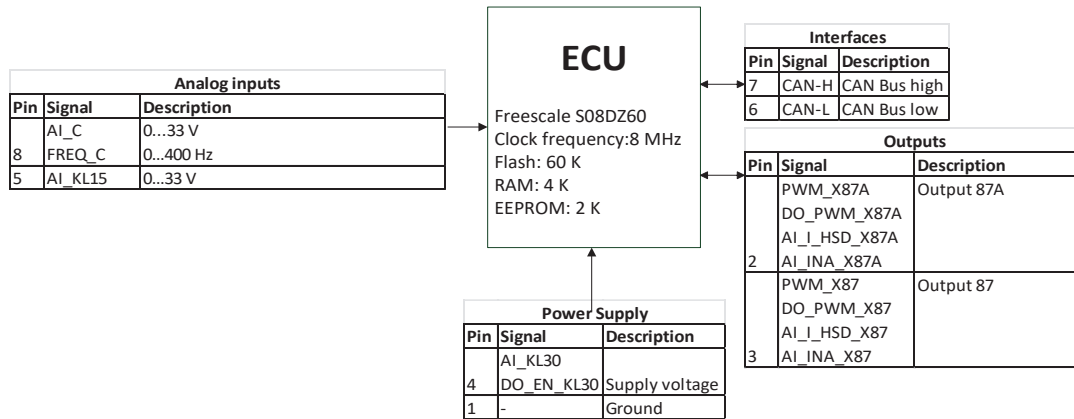 Analog inputs
Pin Signal Description
AI_C 0...33 V
8 FREQ_C 0...400 Hz
5 AI_KL15 0...33 V
ECU
Freescale S08DZ60
Clock frequency:8 MHz
Flash: 60 K
RAM: 4 K
EEPROM: 2 K
Interfaces
Pin Signal Description
7 CAN-H CAN Bus high
6 CAN-L CAN Bus low
Outputs
Pin Signal Description
PWM_X87A Output 87A
DO_PWM_X87A
AI_I_HSD_X87A
2 AI_INA_X87A
PWM_X87 Output 87
DO_PWM_X87
AI_I_HSD_X87
3 AI_INA_X87
Power Supply
Pin Signal Description
AI_KL30
4 DO_EN_KL30 Supply voltage
1 - Ground